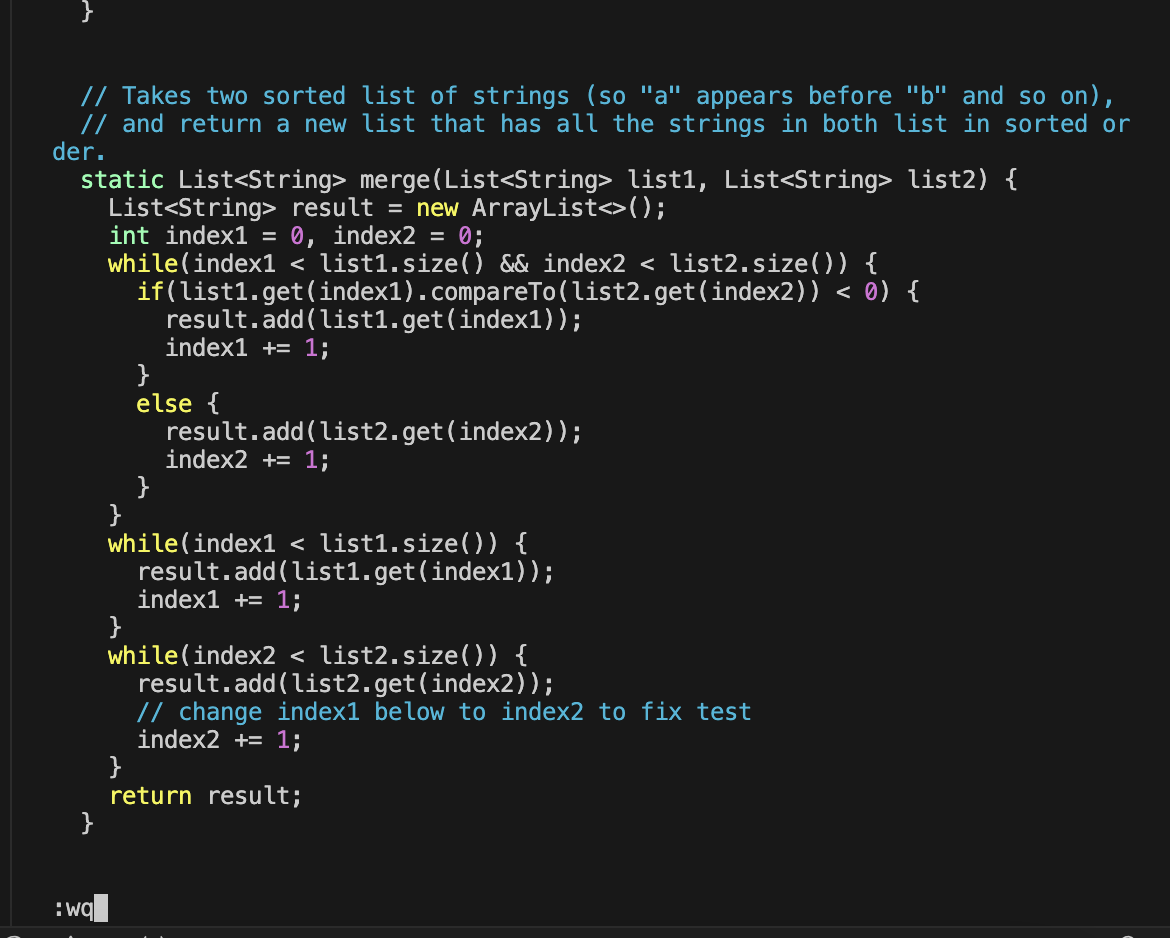 }
// Takes two sorted list of strings (so "a" appears before "b" and so on),
// and return a new list that has all the strings in both list in sorted or
der.
static List<String> merge(List<String> list1, List<String> list2) {
List<String> result = new ArrayList<>();
int index1 = 0, index2 = 0;
while(index1 < list1.size() && index2 < list2.size()) {
if(list1.get(index1).compareTo(list2.get(index2)) < 0) {
result.add(list1.get(index1));
index1 += 1;
}
else {
result.add(list2.get(index2));
index2 += 1;
}
}
while(index1 < list1.size()) {
result.add(list1.get(index1));
index1 += 1;
}
while(index2 < list2.size()) {
result.add(list2.get(index2));
// change index1 below to index2 to fix test
index2 += 1;
}
return result;
}
:wq